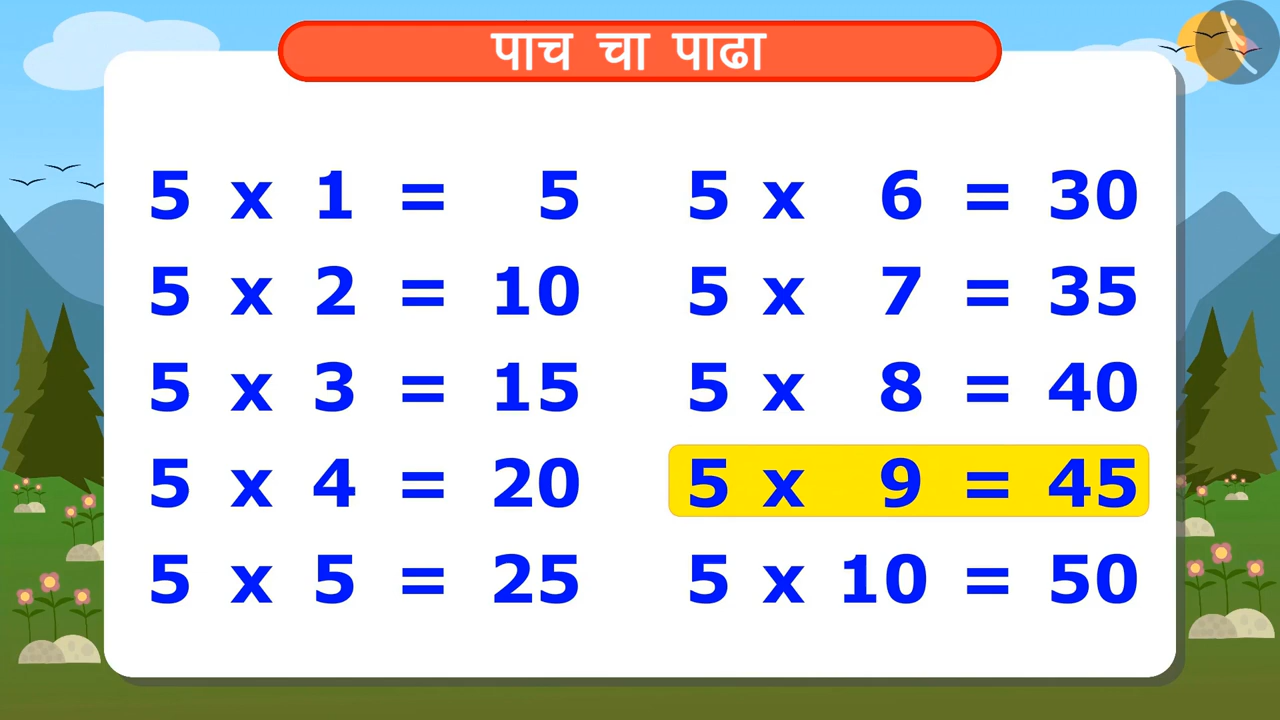 पाच चा पाढा
5 x 1 = 5
5 x 2 = 10
5 x 3 = 15
5 x 4 = 20
5 x 5 = 25
5 x 6 = 30
5 x 7 = 35
5 x 8 = 40
5 x 9 = 45
5 x 10 = 50